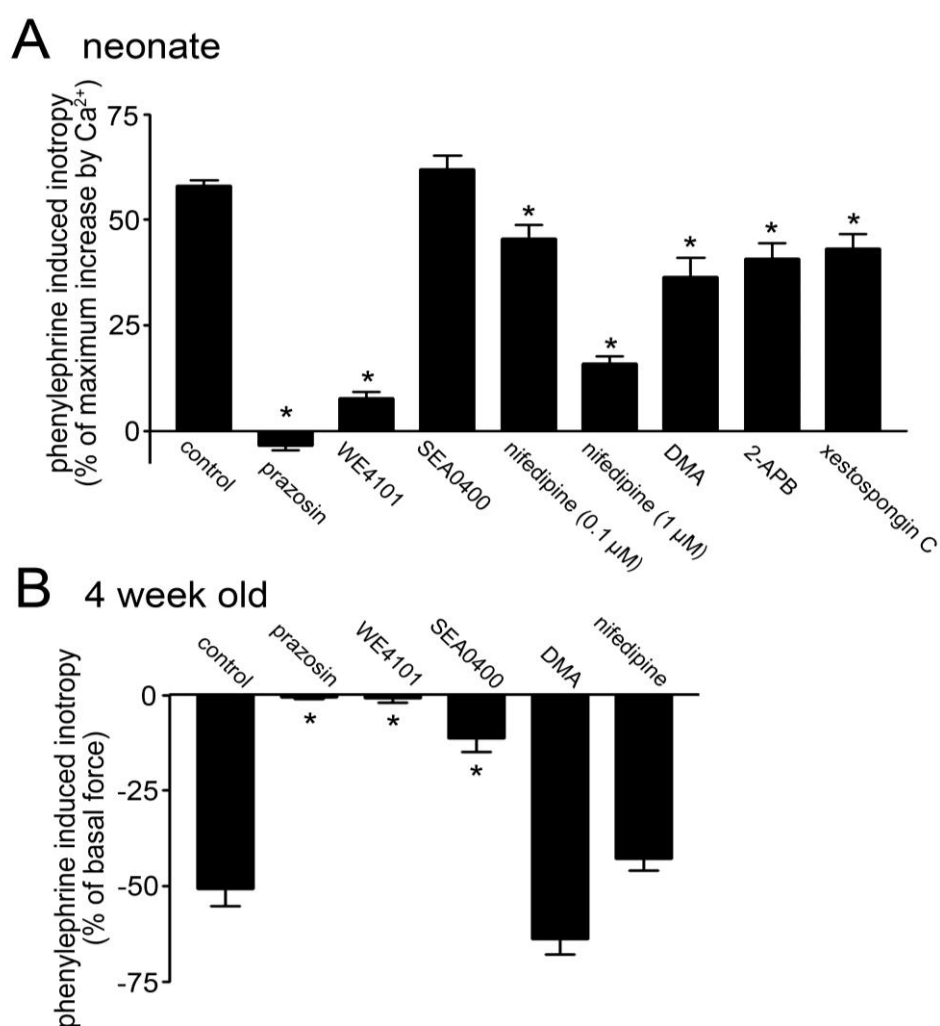 A neonate
phenylephrine induced inotropy
(% of maximum increase by Ca²⁺)
75
50
25
0
*
*
*
*
*
*
*
control
prazosin
WE4101
SEA0400
nifedipine (0.1 µM)
nifedipine (1 µM)
DMA
2-APB
xestospongin C
B 4 week old
phenylephrine induced inotropy
(% of basal force)
control
prazosin
WE4101
SEA0400
DMA
nifedipine
0
-25
-50
-75
*
*
*